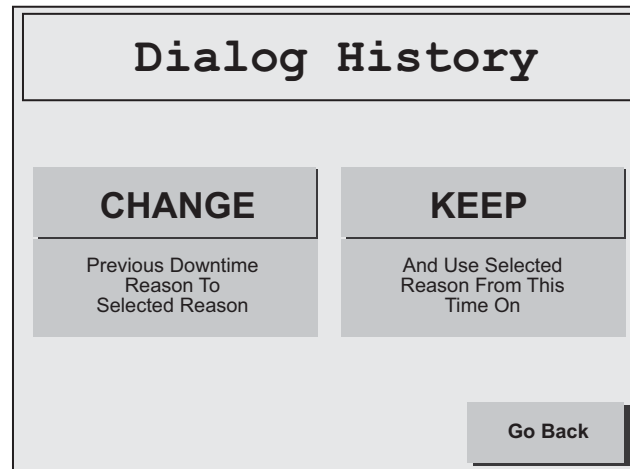 Dialog History
CHANGE
Previous Downtime
Reason To
Selected Reason
KEEP
And Use Selected
Reason From This
Time On
Go Back